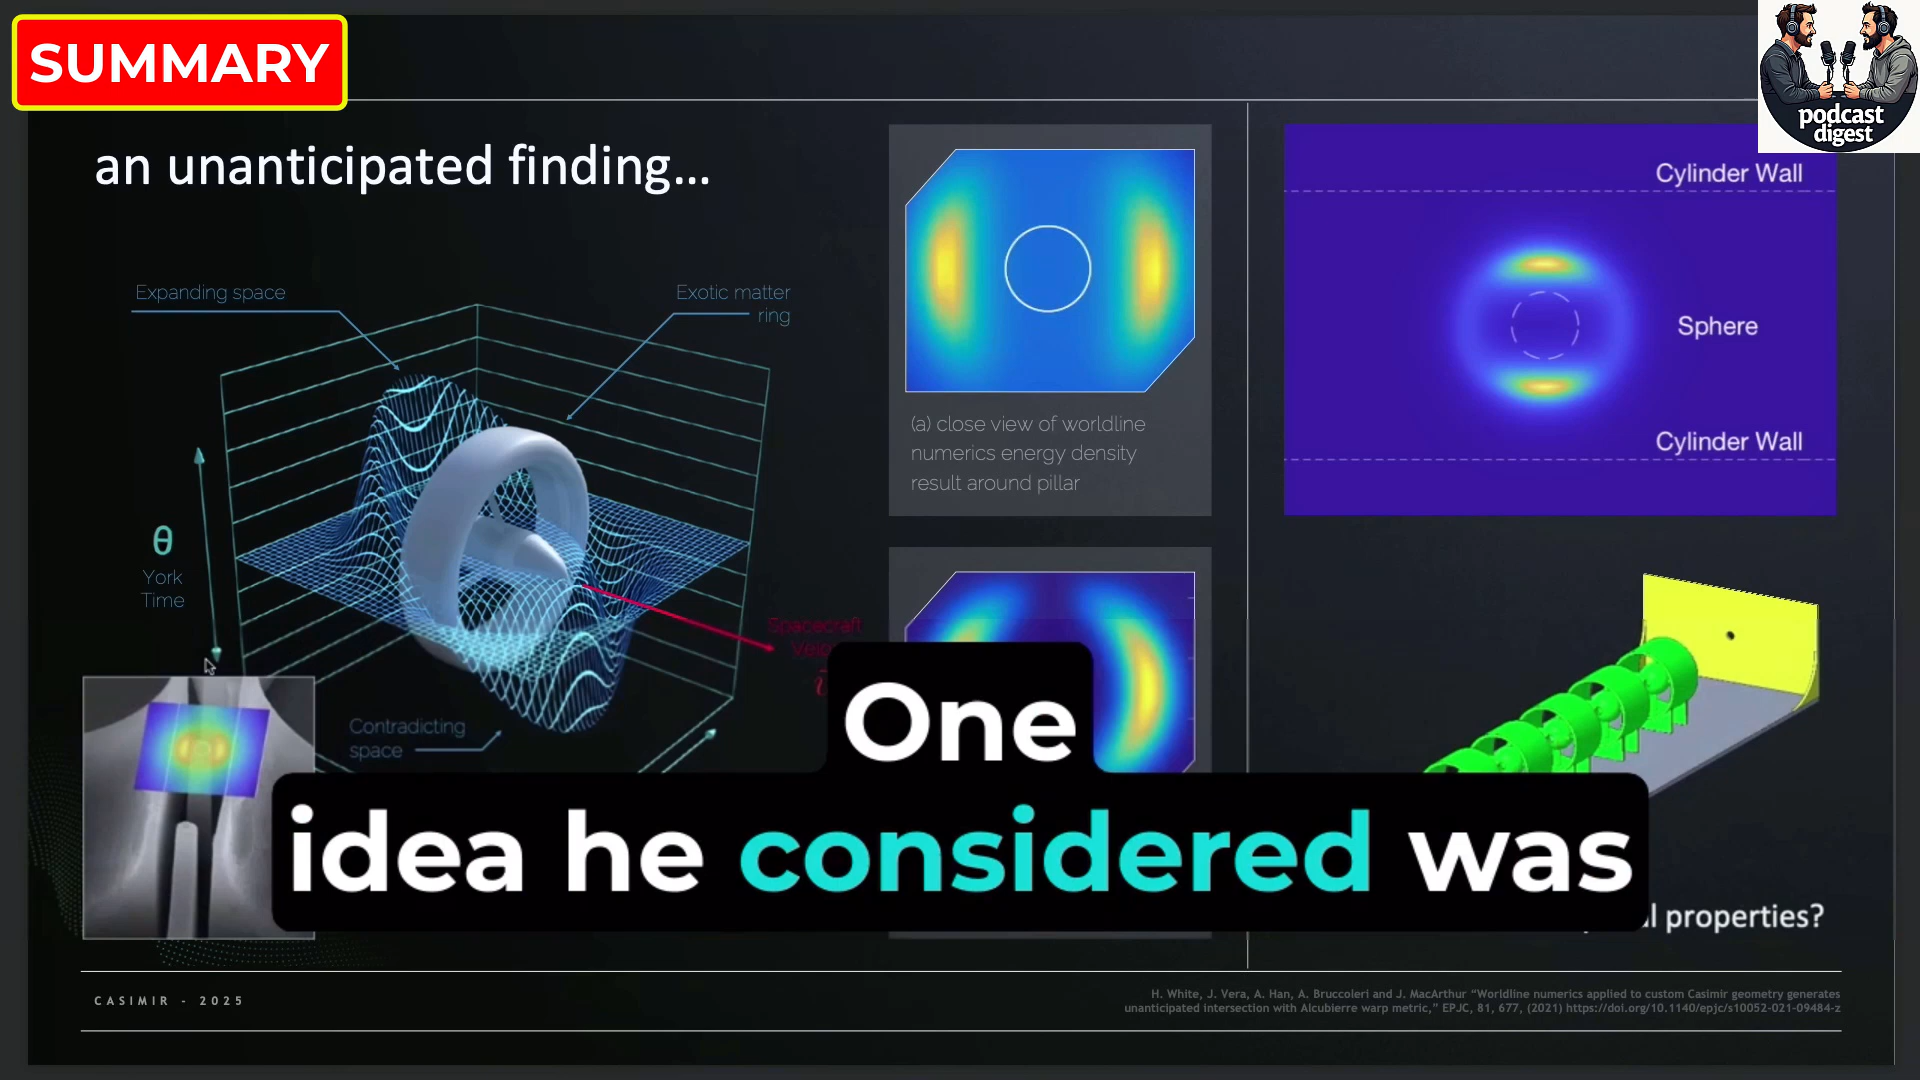 SUMMARY
podcast
digest
an unanticipated finding...
Expanding space
Exotic matter
ring
θ
York
Time
Spacecraft
Contradicting
space
(a) close view of worldline
numerics energy density
result around pillar
Cylinder Wall
Sphere
Cylinder Wall
One
idea he considered was
properties?
CASIMIR - 2025
H. White, J. Vera, A. Han, A. Bruccoleri and J. MacArthur “Worldline numerics applied to custom Casimir geometry generates
unanticipated intersection with Alcubierre warp metric,” EPJC, 81, 677, (2021) https://doi.org/10.1140/epjc/s10052-021-09484-z